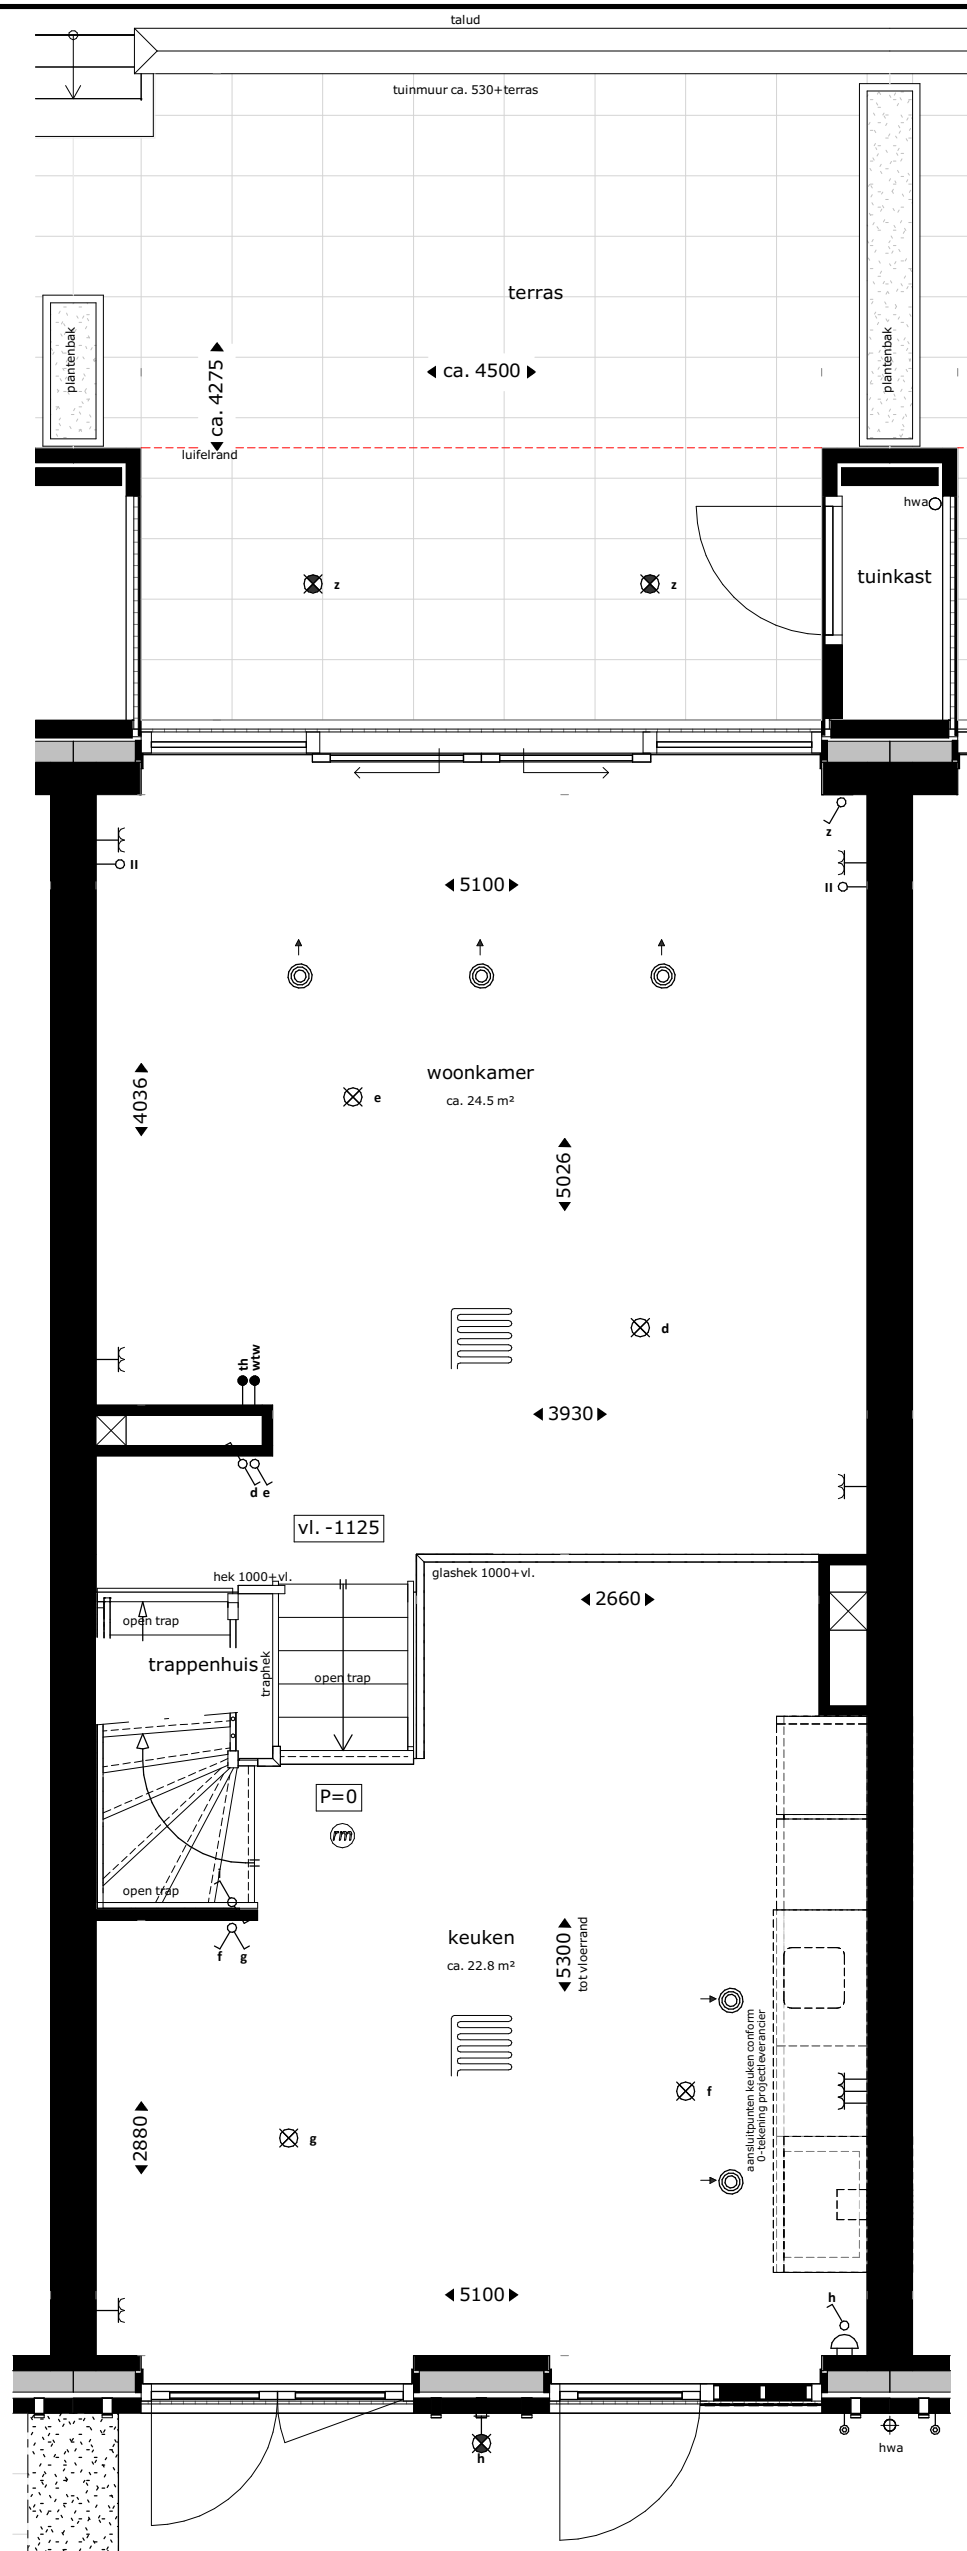 talud
tuinmuur ca. 530+terras
terras
plantenbak
plantenbak
ca. 4275
ca. 4500
luifelrand
hwa
tuinkast
z
z
z
II
II
5100
woonkamer
ca. 24.5 m²
e
4036
5026
d
th
wtw
3930
d e
vl. -1125
hek 1000+vl.
glashek 1000+vl.
2660
open trap
trappenhuis
traphek
open trap
P=0
rm
open trap
f
g
keuken
ca. 22.8 m²
5300
tot vloerrand
aansluitpunten keuken conform
0-tekening projectleverancier
f
g
2880
5100
h
h
hwa